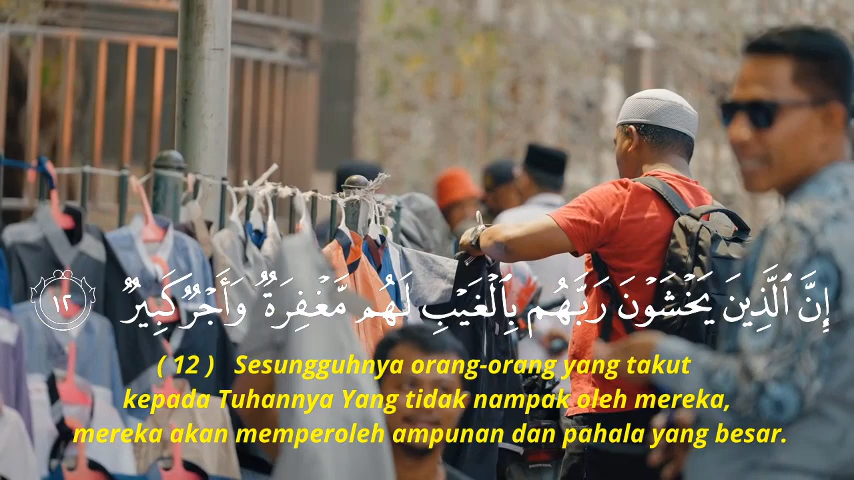 إِنَّ ٱلَّذِينَ يَخْشَوْنَ رَبَّهُم بِٱلْغَيْبِ لَهُم مَّغْفِرَةٌ وَأَجْرٌ كَبِيرٌ ١٢
( 12 ) Sesungguhnya orang-orang yang takut
kepada Tuhannya Yang tidak nampak oleh mereka,
mereka akan memperoleh ampunan dan pahala yang besar.